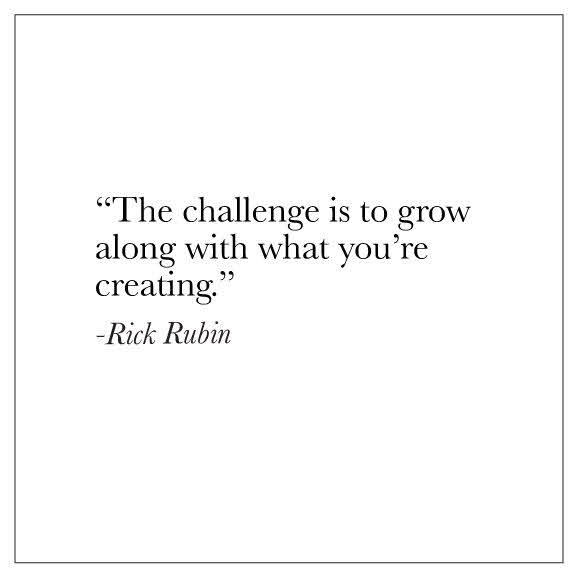 “The challenge is to grow
along with what you’re
creating.”
-Rick Rubin